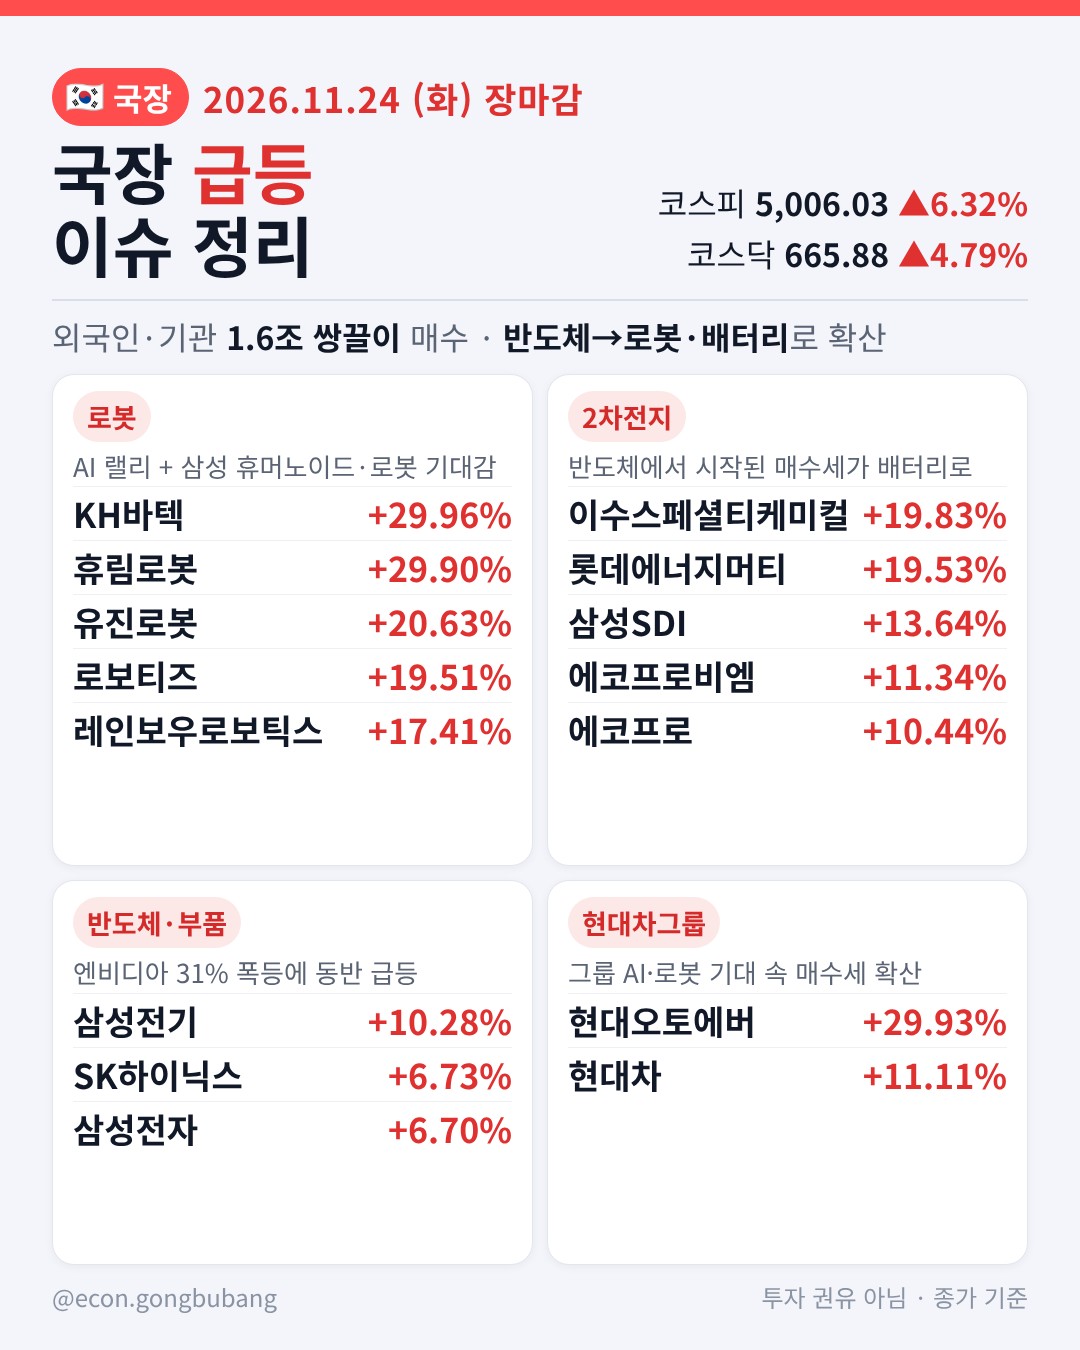 🇰🇷 국장 2026.11.24 (화) 장마감
국장 급등
이슈 정리
코스피 5,006.03 ▲6.32%
코스닥 665.88 ▲4.79%
외국인·기관 1.6조 쌍끌이 매수 · 반도체→로봇·배터리로 확산
로봇
AI 랠리 + 삼성 휴머노이드·로봇 기대감
KH바텍 +29.96%
휴림로봇 +29.90%
유진로봇 +20.63%
로보티즈 +19.51%
레인보우로보틱스 +17.41%
2차전지
반도체에서 시작된 매수세가 배터리로
이수스페셜티케미컬 +19.83%
롯데에너지머티 +19.53%
삼성SDI +13.64%
에코프로비엠 +11.34%
에코프로 +10.44%
반도체·부품
엔비디아 31% 폭등에 동반 급등
삼성전기 +10.28%
SK하이닉스 +6.73%
삼성전자 +6.70%
현대차그룹
그룹 AI·로봇 기대 속 매수세 확산
현대오토에버 +29.93%
현대차 +11.11%
@econ.gongbubang
투자 권유 아님 · 종가 기준